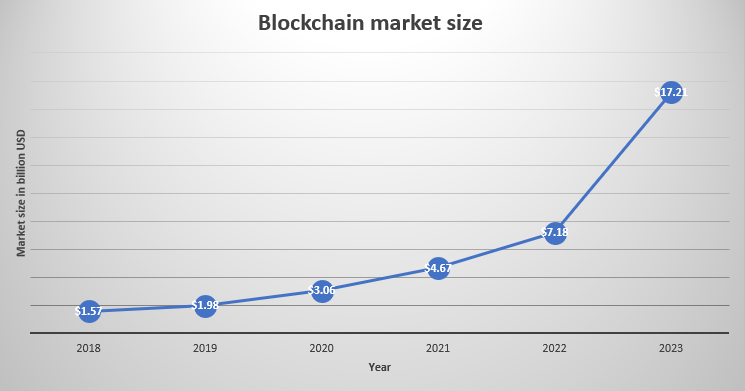 Blockchain market size
Market size in billion USD
$17.21
$7.18
$4.67
$3.06
$1.98
$1.57
2018 2019 2020 2021 2022 2023
Year